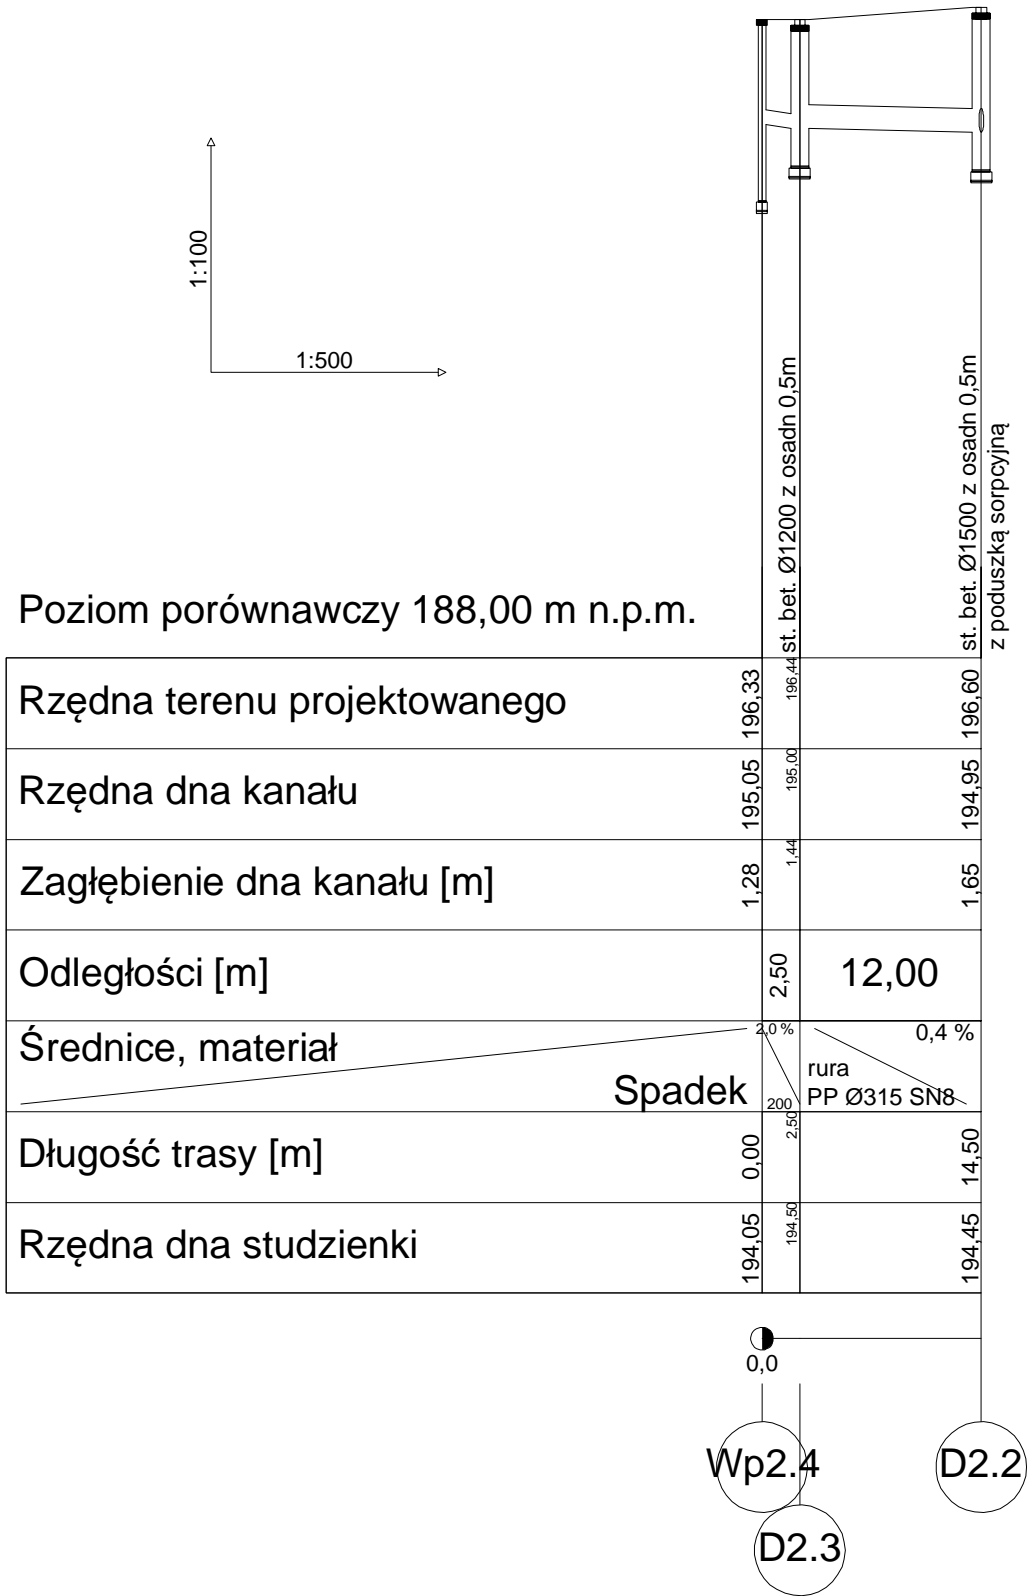 1:100
1:500
st. bet. Ø1200 z osadn 0,5m
st. bet. Ø1500 z osadn 0,5m
z poduszką sorpcyjną
Poziom porównawczy 188,00 m n.p.m.
Rzędna terenu projektowanego 196,33 196,44 196,60
Rzędna dna kanału 195,05 195,00 194,95
Zagłębienie dna kanału [m] 1,28 1,44 1,65
Odległości [m] 2,50 12,00
Średnice, materiał 2,0 % 0,4 %
Spadek 200 rura
PP Ø315 SN8
Długość trasy [m] 0,00 2,50 14,50
Rzędna dna studzienki 194,05 194,50 194,45
0,0
Wp2.4 D2.2
D2.3